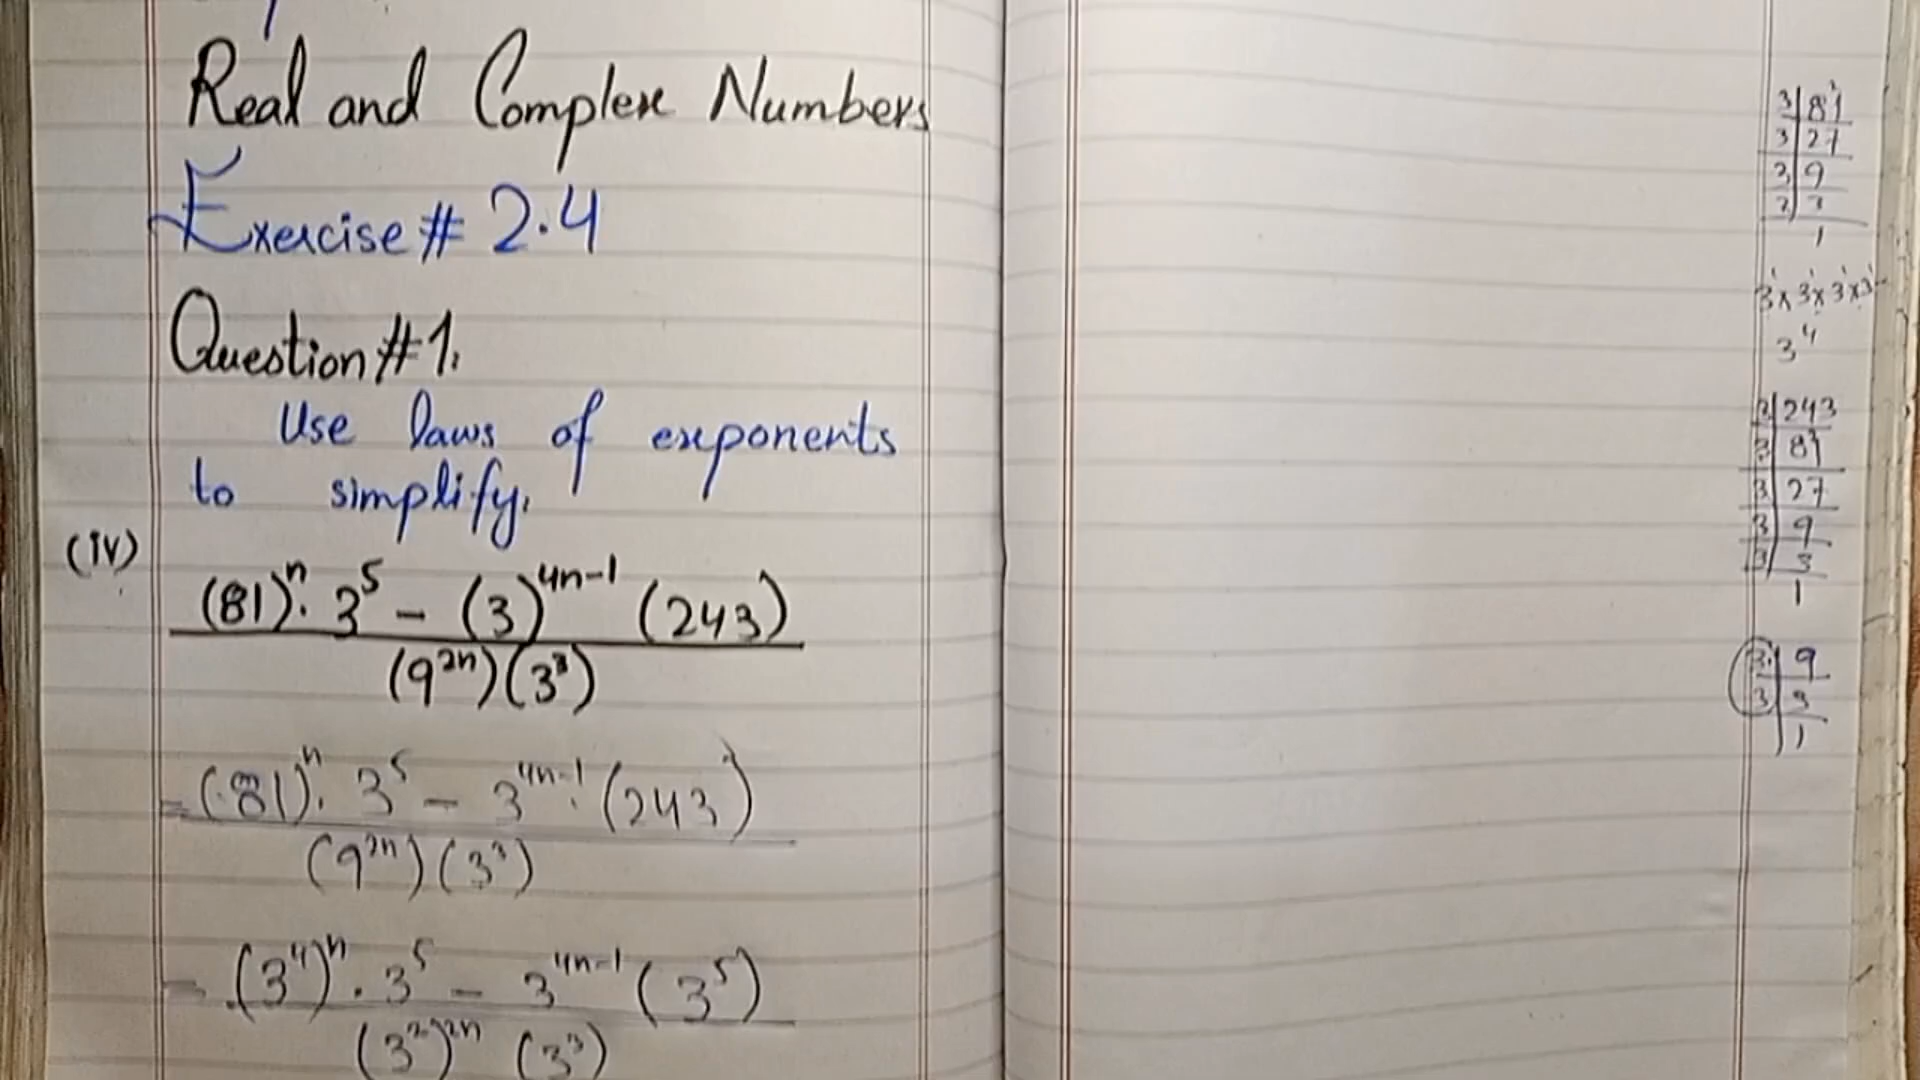 Real and Complex Numbers
Exercise # 2.4
Question #1.
Use laws of exponents
to simplify.
(iv)
(81)^n . 3^5 - (3)^{4n-1} (243)
(9^{2n})(3^3)
= (81)^n . 3^5 - 3^{4n-1} . (243)
(9^{2n})(3^3)
= (3^4)^n . 3^5 - 3^{4n-1} (3^5)
(3^2)^{2n} (3^3)
3 | 81
3 | 27
3 | 9
3 | 3
1
3 x 3 x 3 x 3
3^4
3 | 243
3 | 81
3 | 27
3 | 9
3 | 3
1
3 | 9
3 | 3
1